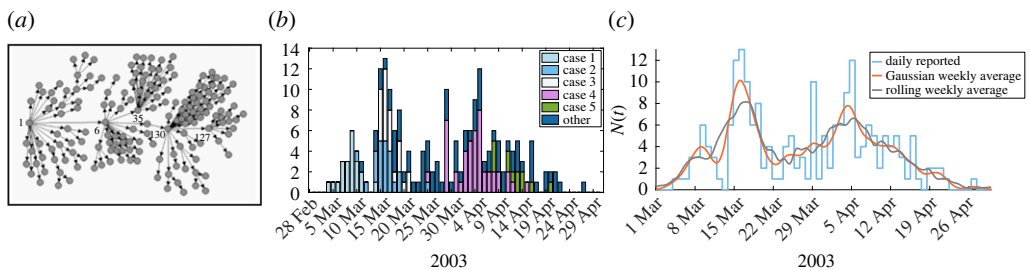 (a)
1
6
35
130
127
(b)
14
12
10
8
6
4
2
0
case 1
case 2
case 3
case 4
case 5
other
28 Feb
5 Mar
10 Mar
15 Mar
20 Mar
25 Mar
30 Mar
4 Apr
9 Apr
14 Apr
19 Apr
24 Apr
29 Apr
2003
(c)
N(t)
12
10
8
6
4
2
0
daily reported
Gaussian weekly average
rolling weekly average
1 Mar
8 Mar
15 Mar
22 Mar
29 Mar
5 Apr
12 Apr
19 Apr
26 Apr
2003